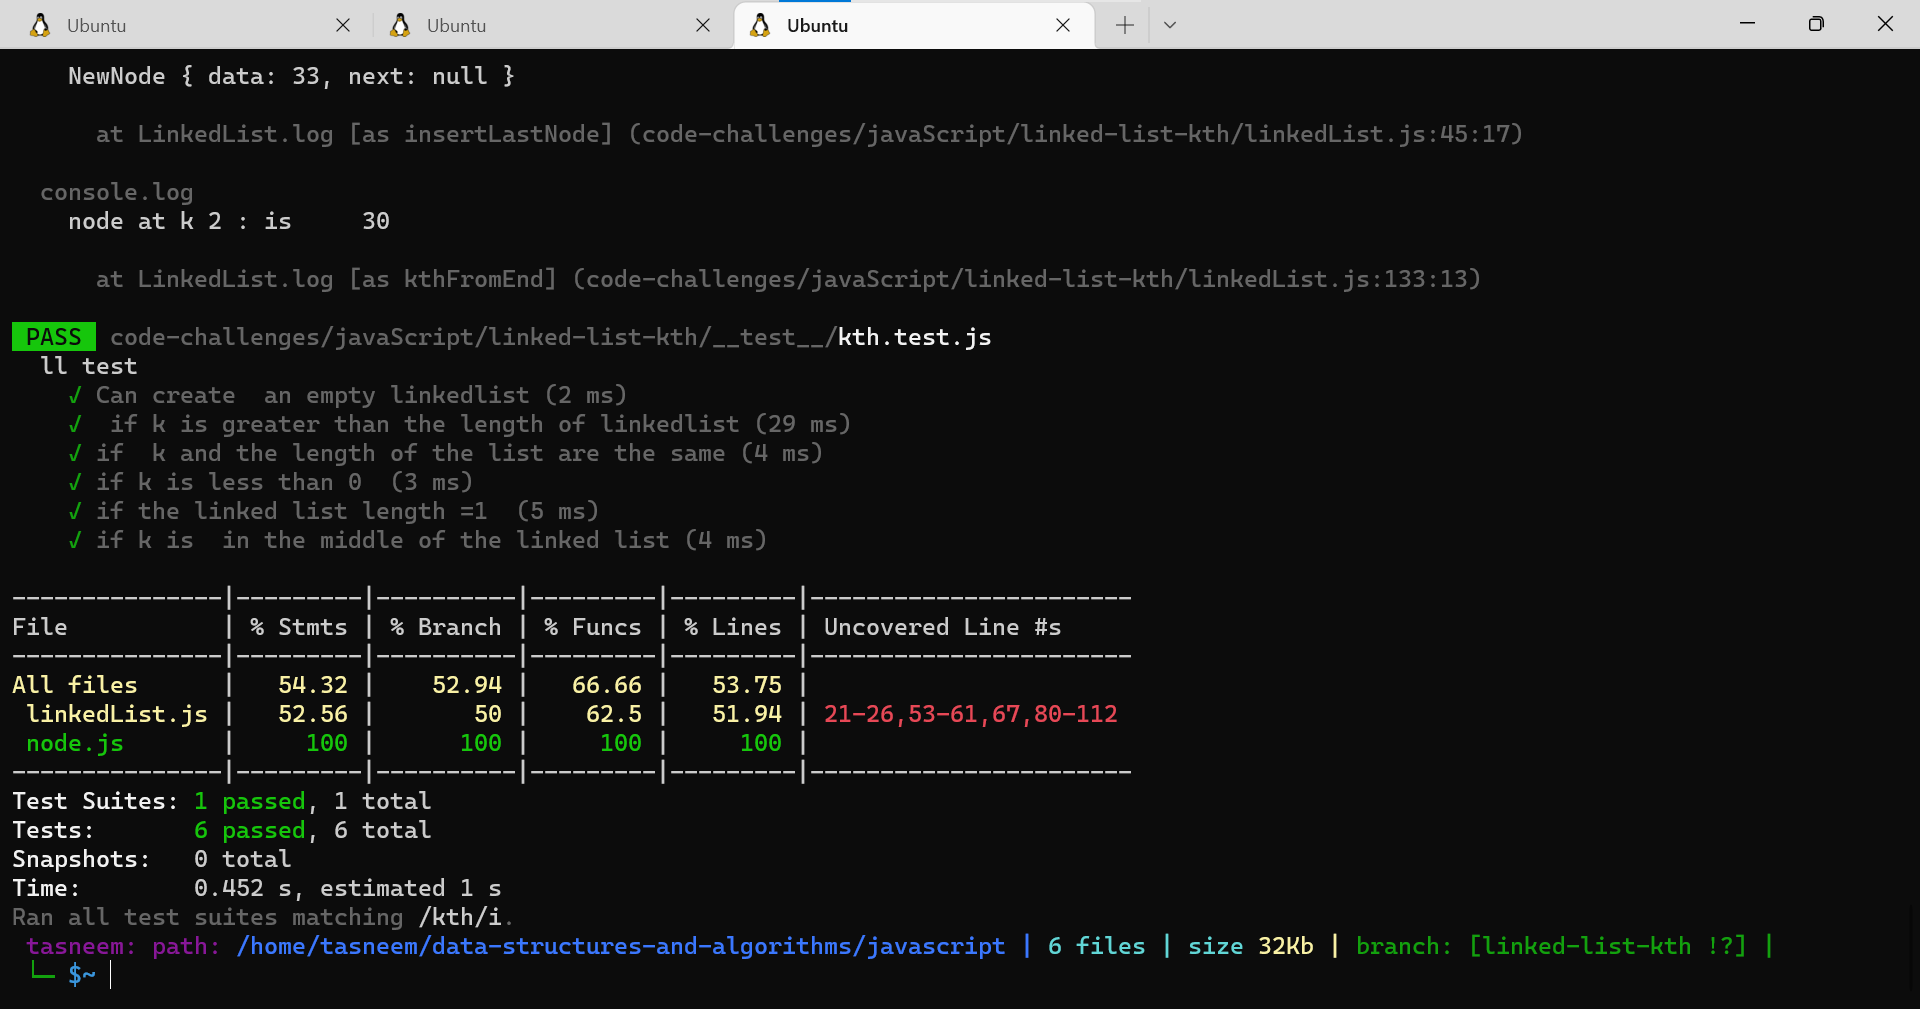 Ubuntu Ubuntu Ubuntu
NewNode { data: 33, next: null }
at LinkedList.log [as insertLastNode] (code-challenges/javaScript/linked-list-kth/linkedList.js:45:17)
console.log
node at k 2 : is     30
at LinkedList.log [as kthFromEnd] (code-challenges/javaScript/linked-list-kth/linkedList.js:133:13)
PASS code-challenges/javaScript/linked-list-kth/__test__/kth.test.js
ll test
√ Can create  an empty linkedlist (2 ms)
√  if k is greater than the length of linkedlist (29 ms)
√ if  k and the length of the list are the same (4 ms)
√ if k is less than 0  (3 ms)
√ if the linked list length =1  (5 ms)
√ if k is  in the middle of the linked list (4 ms)
---------------|---------|----------|---------|---------|-----------------------
File           | % Stmts | % Branch | % Funcs | % Lines | Uncovered Line #s
---------------|---------|----------|---------|---------|-----------------------
All files      |   54.32 |    52.94 |   66.66 |   53.75 |
 linkedList.js |   52.56 |       50 |    62.5 |   51.94 | 21-26,53-61,67,80-112
 node.js       |     100 |      100 |     100 |     100 |
---------------|---------|----------|---------|---------|-----------------------
Test Suites: 1 passed, 1 total
Tests:       6 passed, 6 total
Snapshots:   0 total
Time:        0.452 s, estimated 1 s
Ran all test suites matching /kth/i.
tasneem: path: /home/tasneem/data-structures-and-algorithms/javascript | 6 files | size 32Kb | branch: [linked-list-kth !?] |
└─ $~